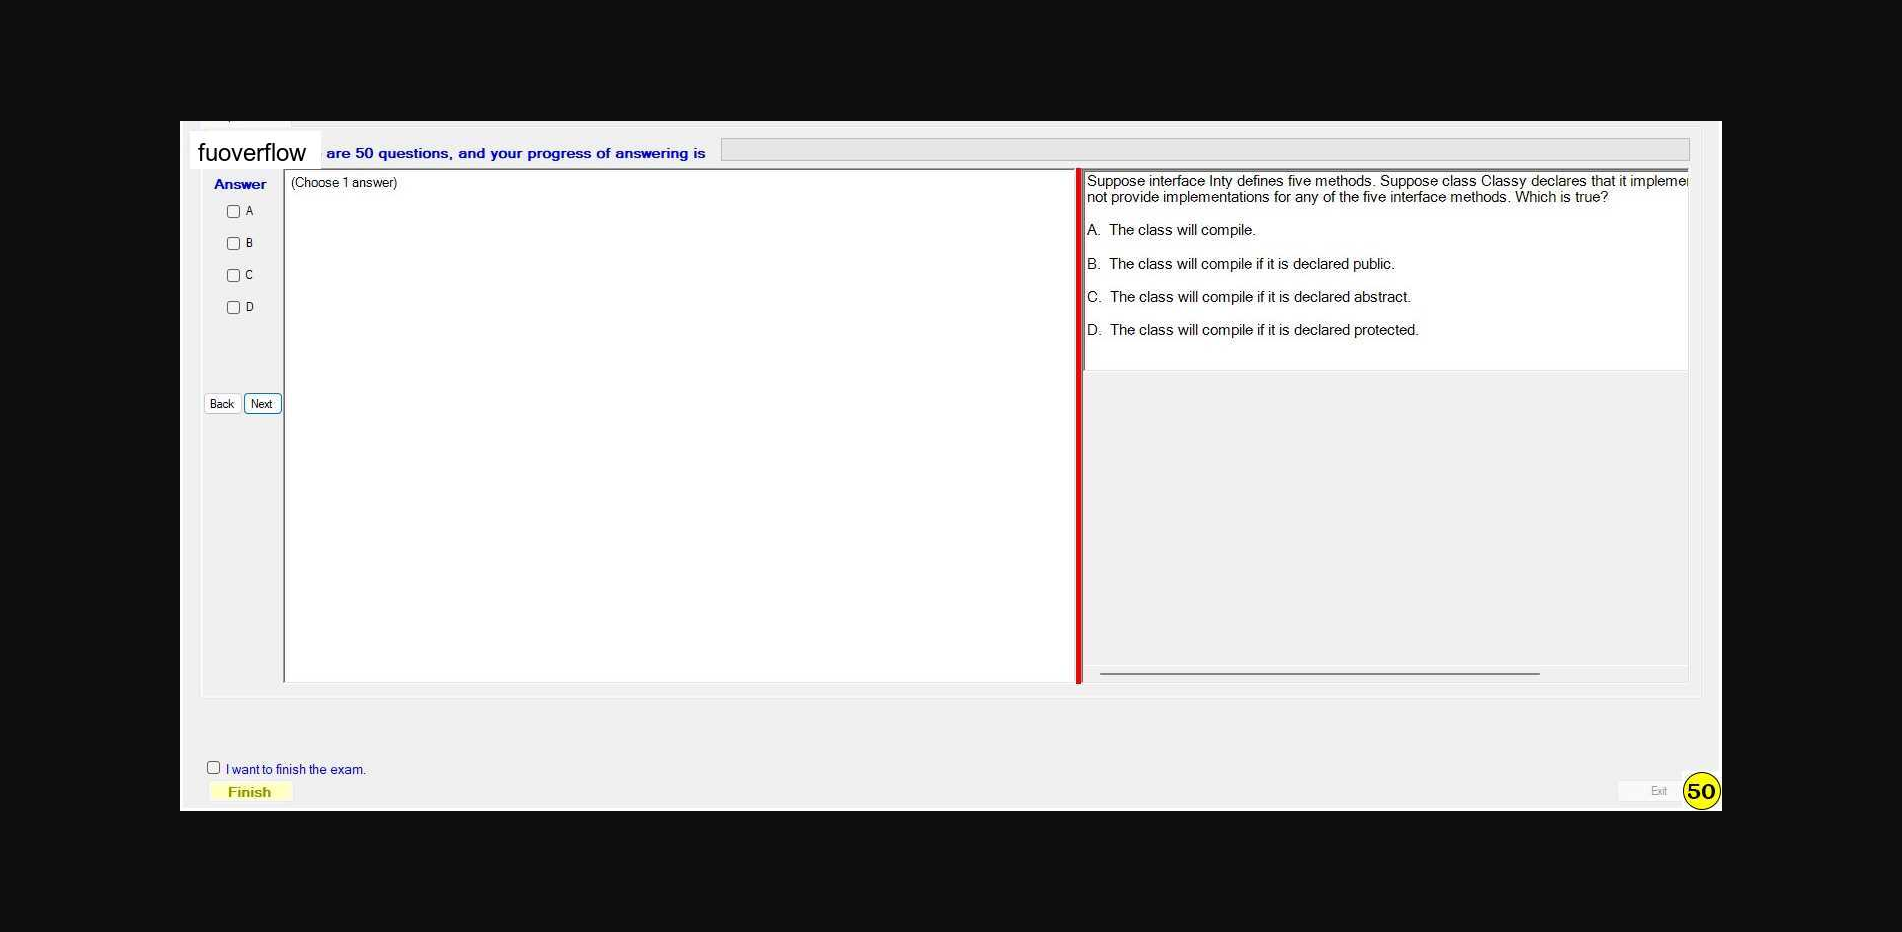 fuoverflow are 50 questions, and your progress of answering is
Answer
(Choose 1 answer)
A
B
C
D
Back Next
Suppose interface Inty defines five methods. Suppose class Classy declares that it
not provide implementations for any of the five interface methods. Which is true?
A. The class will compile.
B. The class will compile if it is declared public.
C. The class will compile if it is declared abstract.
D. The class will compile if it is declared protected.
I want to finish the exam.
Finish
Exit
50